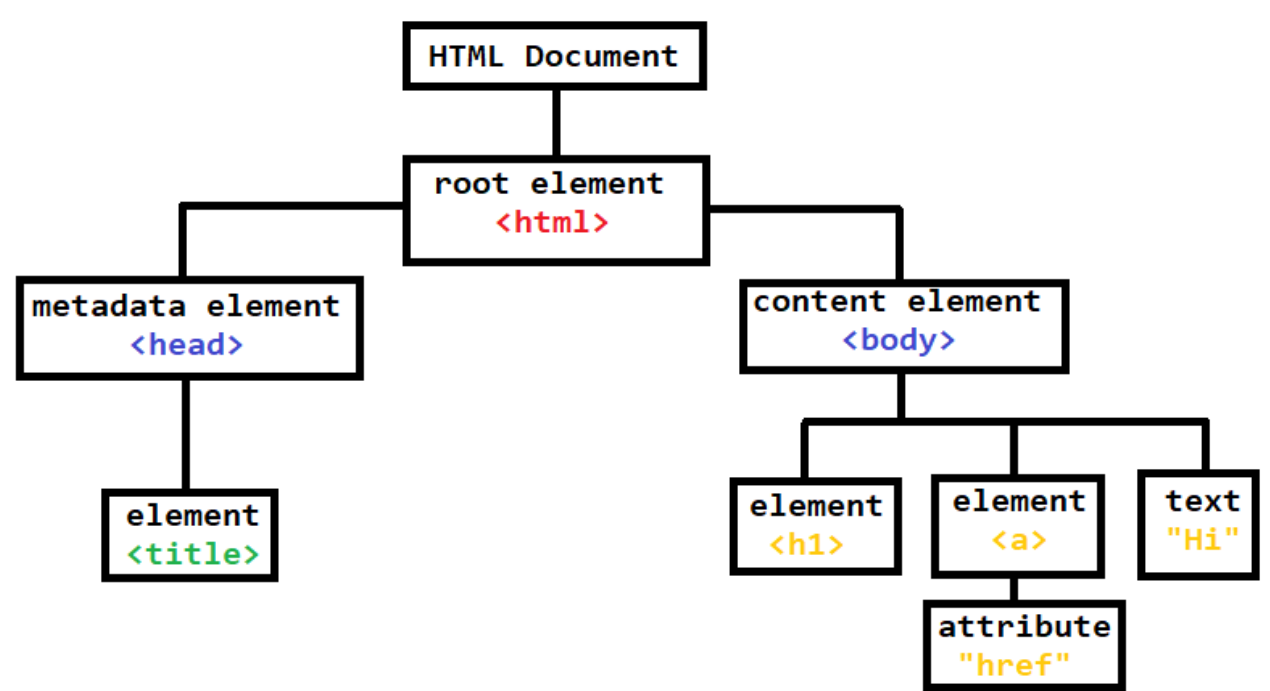 HTML Document
root element
<html>
metadata element
<head>
content element
<body>
element
<title>
element
<h1>
element
<a>
text
"Hi"
attribute
"href"